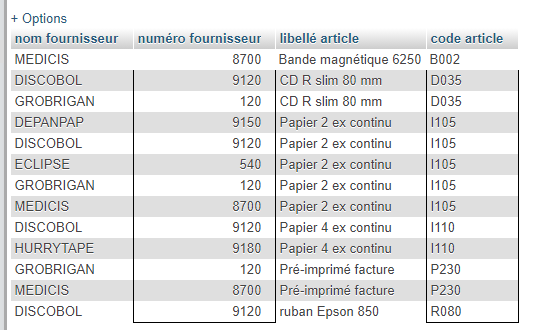 + Options
nom fournisseur numéro fournisseur libellé article code article
MEDICIS 8700 Bande magnétique 6250 B002
DISCOBOL 9120 CD R slim 80 mm D035
GROBRIGAN 120 CD R slim 80 mm D035
DEPANPAP 9150 Papier 2 ex continu I105
DISCOBOL 9120 Papier 2 ex continu I105
ECLIPSE 540 Papier 2 ex continu I105
GROBRIGAN 120 Papier 2 ex continu I105
MEDICIS 8700 Papier 2 ex continu I105
DISCOBOL 9120 Papier 4 ex continu I110
HURRYTAPE 9180 Papier 4 ex continu I110
GROBRIGAN 120 Pré-imprimé facture P230
MEDICIS 8700 Pré-imprimé facture P230
DISCOBOL 9120 ruban Epson 850 R080